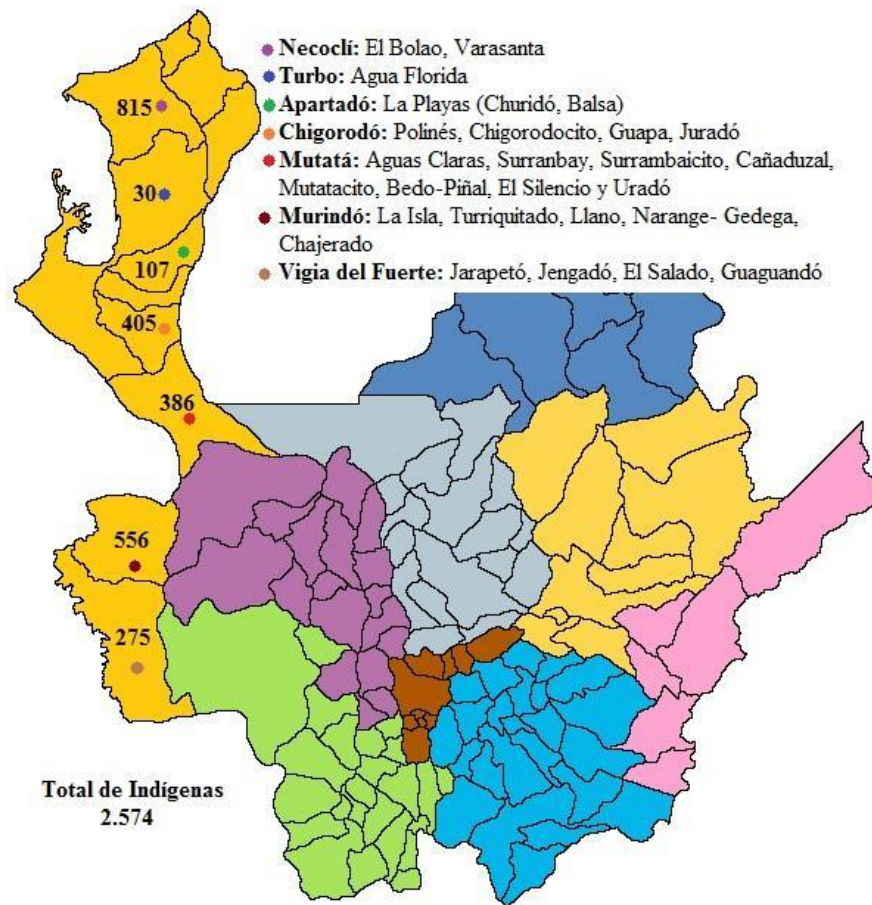 Necoclí: El Bolao, Varasanta
Turbo: Agua Florida
Apartadó: La Playas (Churidó, Balsa)
Chigorodó: Polinés, Chigorodocito, Guapa, Juradó
Mutatá: Aguas Claras, Surranbay, Surrambaicito, Cañaduzal,
Mutatacito, Bedo-Piñal, El Silencio y Uradó
Murindó: La Isla, Turriquitado, Llano, Narange- Gedega,
Chajerado
Vigia del Fuerte: Jarapetó, Jengadó, El Salado, Guaguandó
815
30
107
405
386
556
275
Total de Indígenas
2.574